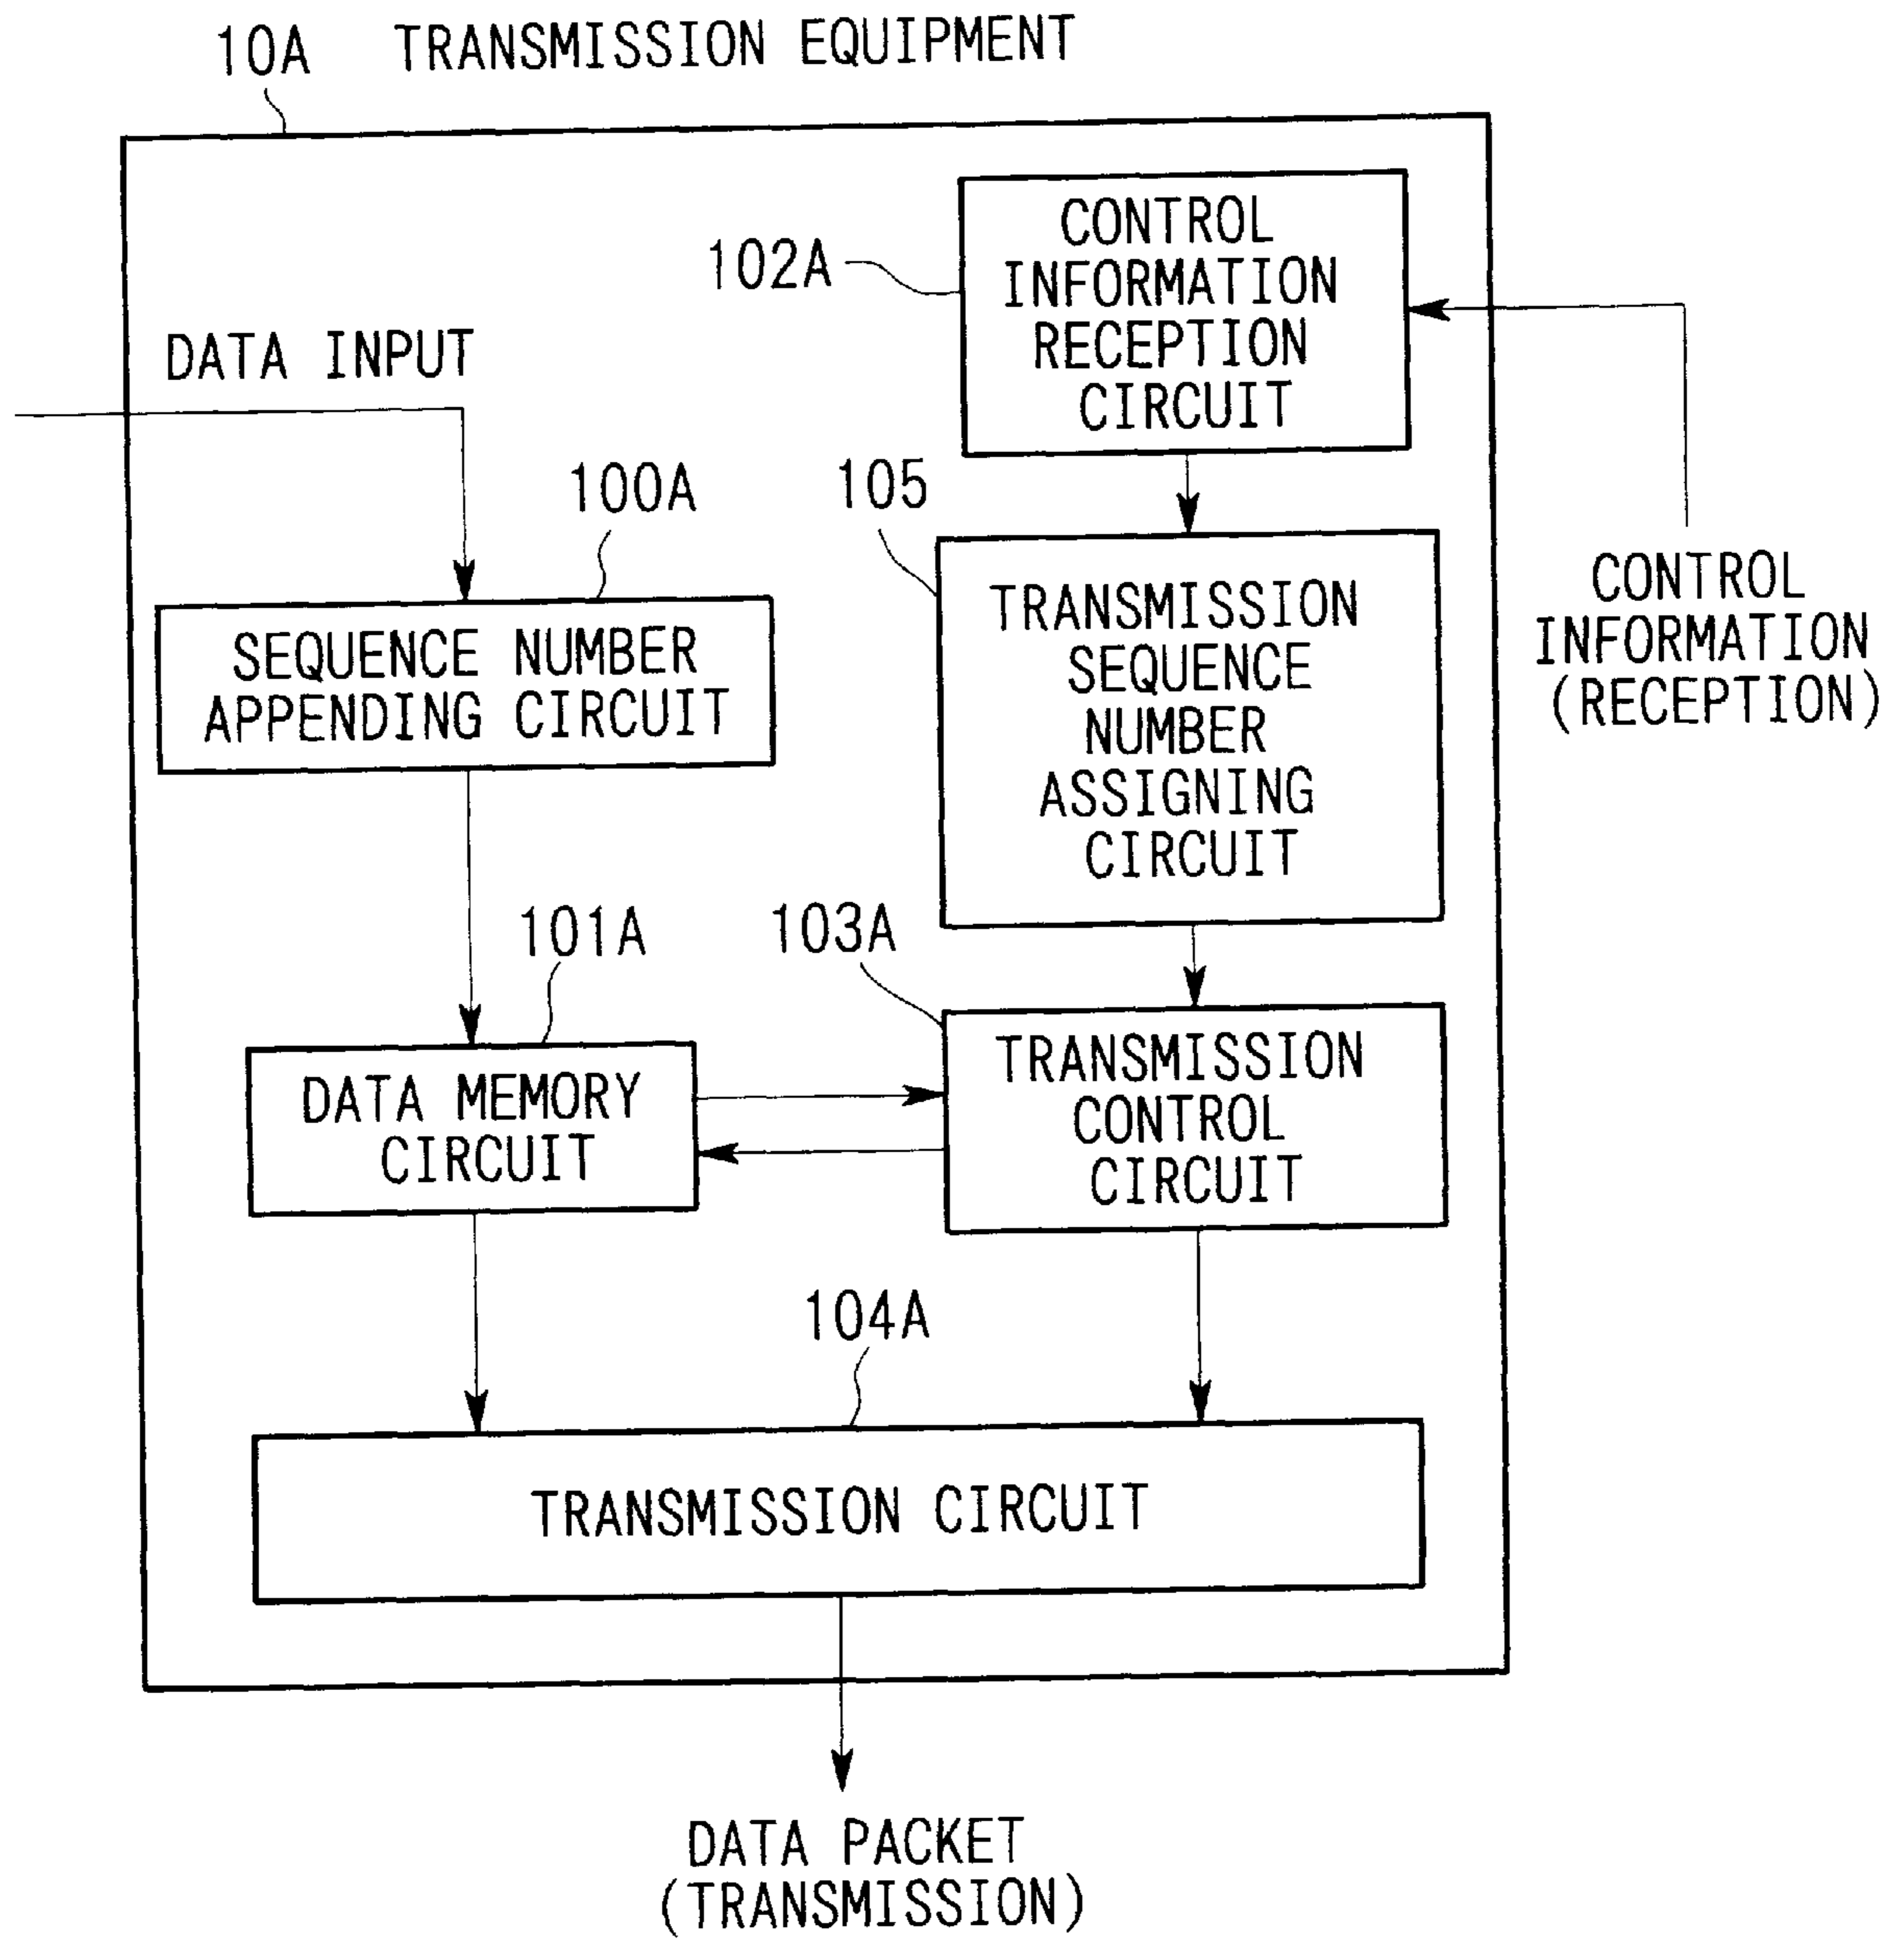 10A TRANSMISSION EQUIPMENT
102A
CONTROL
INFORMATION
RECEPTION
CIRCUIT
DATA INPUT
100A
105
SEQUENCE NUMBER
APPENDING CIRCUIT
TRANSMISSION
SEQUENCE
NUMBER
ASSIGNING
CIRCUIT
CONTROL
INFORMATION
(RECEPTION)
101A
103A
DATA MEMORY
CIRCUIT
TRANSMISSION
CONTROL
CIRCUIT
104A
TRANSMISSION CIRCUIT
DATA PACKET
(TRANSMISSION)